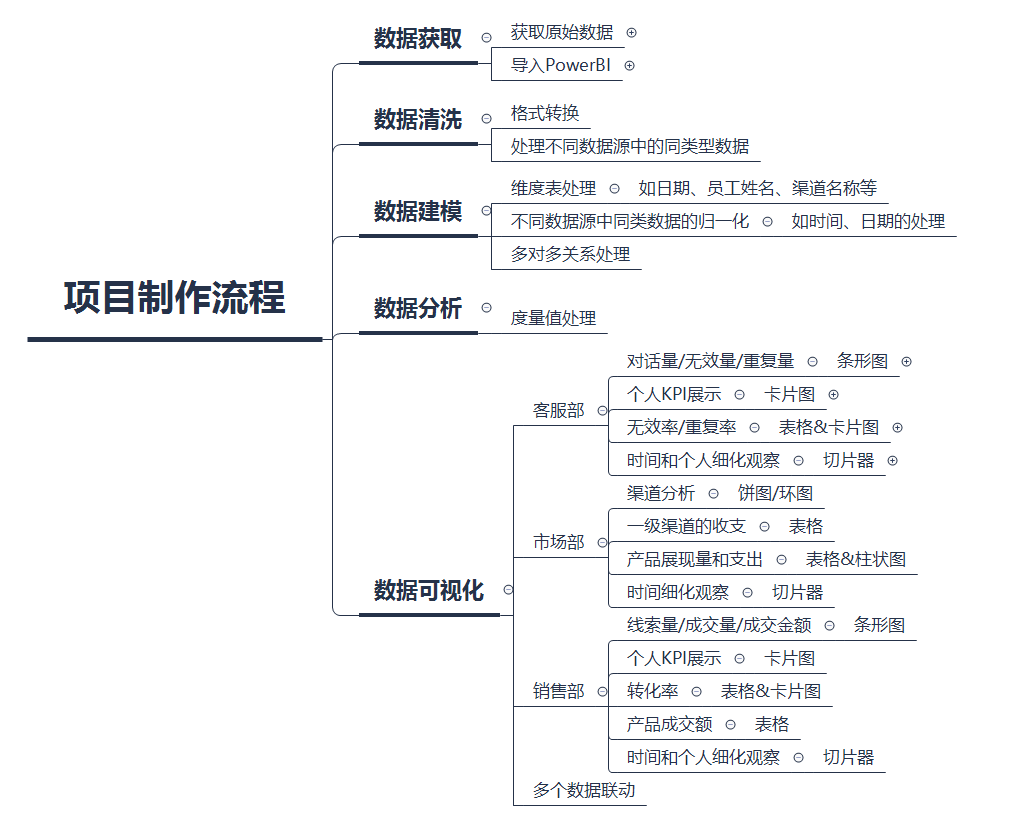 项目制作流程
数据获取
获取原始数据
导入PowerBI
数据清洗
格式转换
处理不同数据源中的同类型数据
数据建模
维度表处理 如日期、员工姓名、渠道名称等
不同数据源中同类数据的归一化 如时间、日期的处理
多对多关系处理
数据分析
度量值处理
数据可视化
客服部
对话量/无效量/重复量 条形图
个人KPI展示 卡片图
无效率/重复率 表格&卡片图
时间和个人细化观察 切片器
市场部
渠道分析 饼图/环图
一级渠道的收支 表格
产品展现量和支出 表格&柱状图
时间细化观察 切片器
销售部
线索量/成交量/成交金额 条形图
个人KPI展示 卡片图
转化率 表格&卡片图
产品成交额 表格
时间和个人细化观察 切片器
多个数据联动